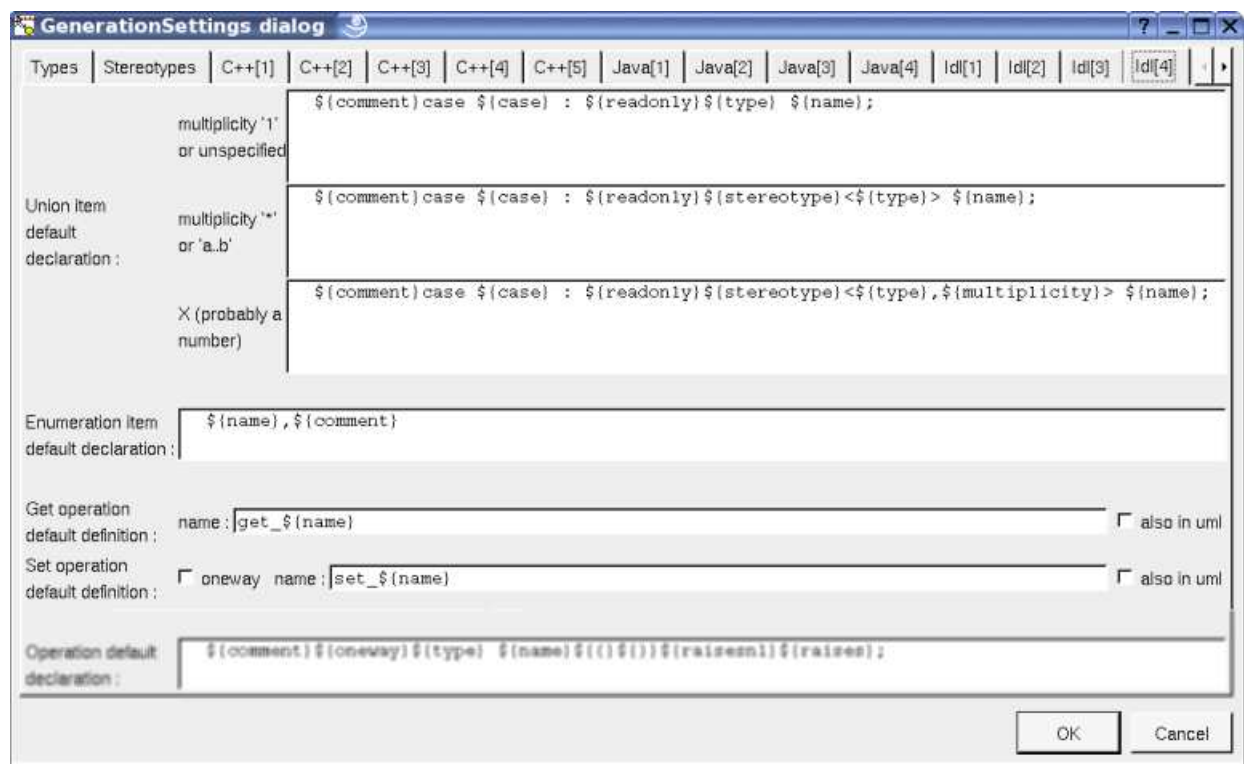 GenerationSettings dialog
Types Stereotypes C++[1] C++[2] C++[3] C++[4] C++[5] Java[1] Java[2] Java[3] Java[4] Idl[1] Idl[2] Idl[3] Idl[4]
Union item
default
declaration :
multiplicity '1'
or unspecified
${comment}case ${case} : ${readonly}${type} ${name};
multiplicity '*'
or 'a..b'
${comment}case ${case} : ${readonly}${stereotype}<${type}> ${name};
X (probably a
number)
${comment}case ${case} : ${readonly}${stereotype}<${type},${multiplicity}> ${name};
Enumeration item
default declaration :
${name},${comment}
Get operation
default definition :
name : get_${name}
also in uml
Set operation
default definition :
oneway name : set_${name}
also in uml
Operation default
declaration :
${comment}${oneway}${type} ${name}${(}${)}${raisesnl}${raises};
OK Cancel